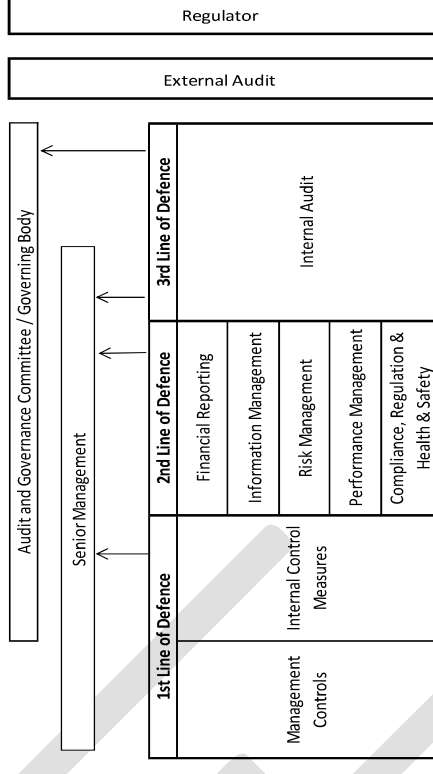 Regulator
External Audit
Audit and Governance Committee / Governing Body
Senior Management
1st Line of Defence
2nd Line of Defence
3rd Line of Defence
Management
Controls
Internal Control
Measures
Financial Reporting
Information Management
Risk Management
Performance Management
Compliance, Regulation &
Health & Safety
Internal Audit